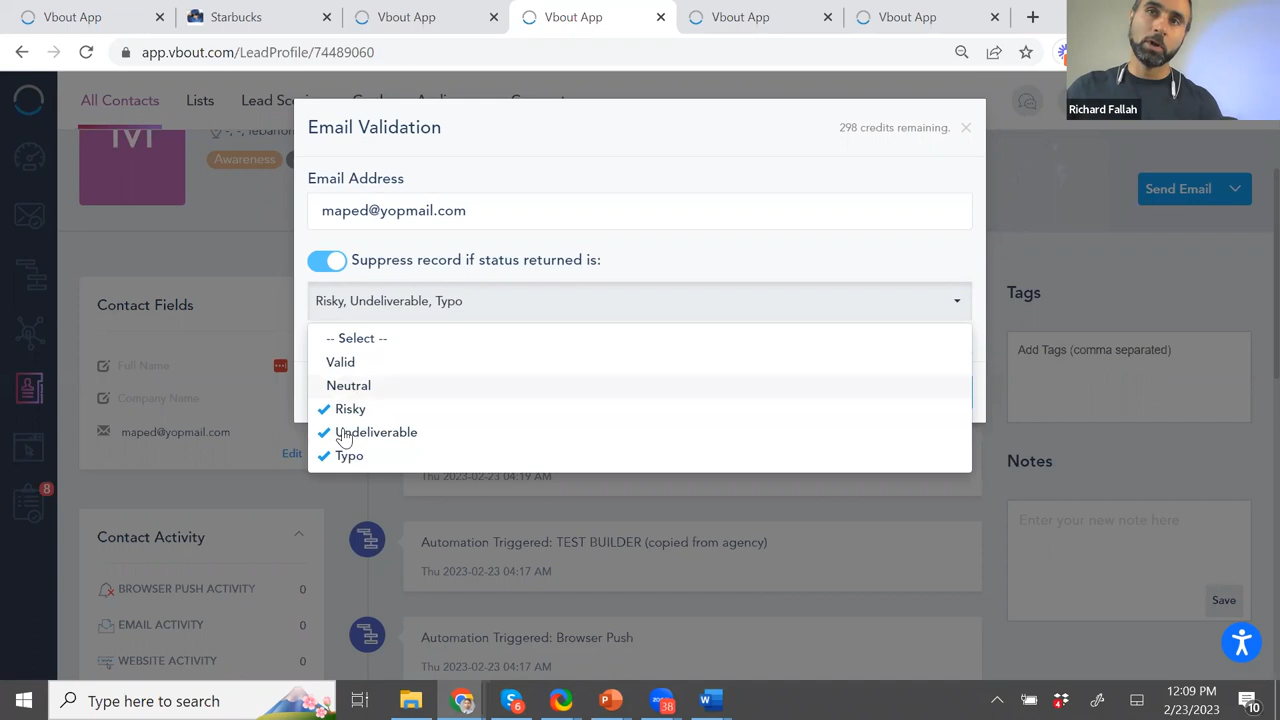 Vbout App
Starbucks
Vbout App
Vbout App
Vbout App
Vbout App
app.vbout.com/LeadProfile/74489060
Richard Fallah
All Contacts
Lists
Email Validation
298 credits remaining.
Awareness
Email Address
Send Email
maped@yopmail.com
Suppress record if status returned is:
Contact Fields
Risky, Undeliverable, Typo
Tags
-- Select --
Add Tags (comma separated)
Full Name
Valid
Neutral
Company Name
Risky
maped@yopmail.com
Undeliverable
Edit
Typo
Notes
Thu 2023-02-23 04:19 AM
8
Enter your new note here
Contact Activity
Automation Triggered: TEST BUILDER (copied from agency)
Thu 2023-02-23 04:17 AM
BROWSER PUSH ACTIVITY
0
Save
EMAIL ACTIVITY
0
Automation Triggered: Browser Push
WEBSITE ACTIVITY
0
Thu 2023-02-23 04:17 AM
Type here to search
6
38
12:09 PM
2/23/2023
10